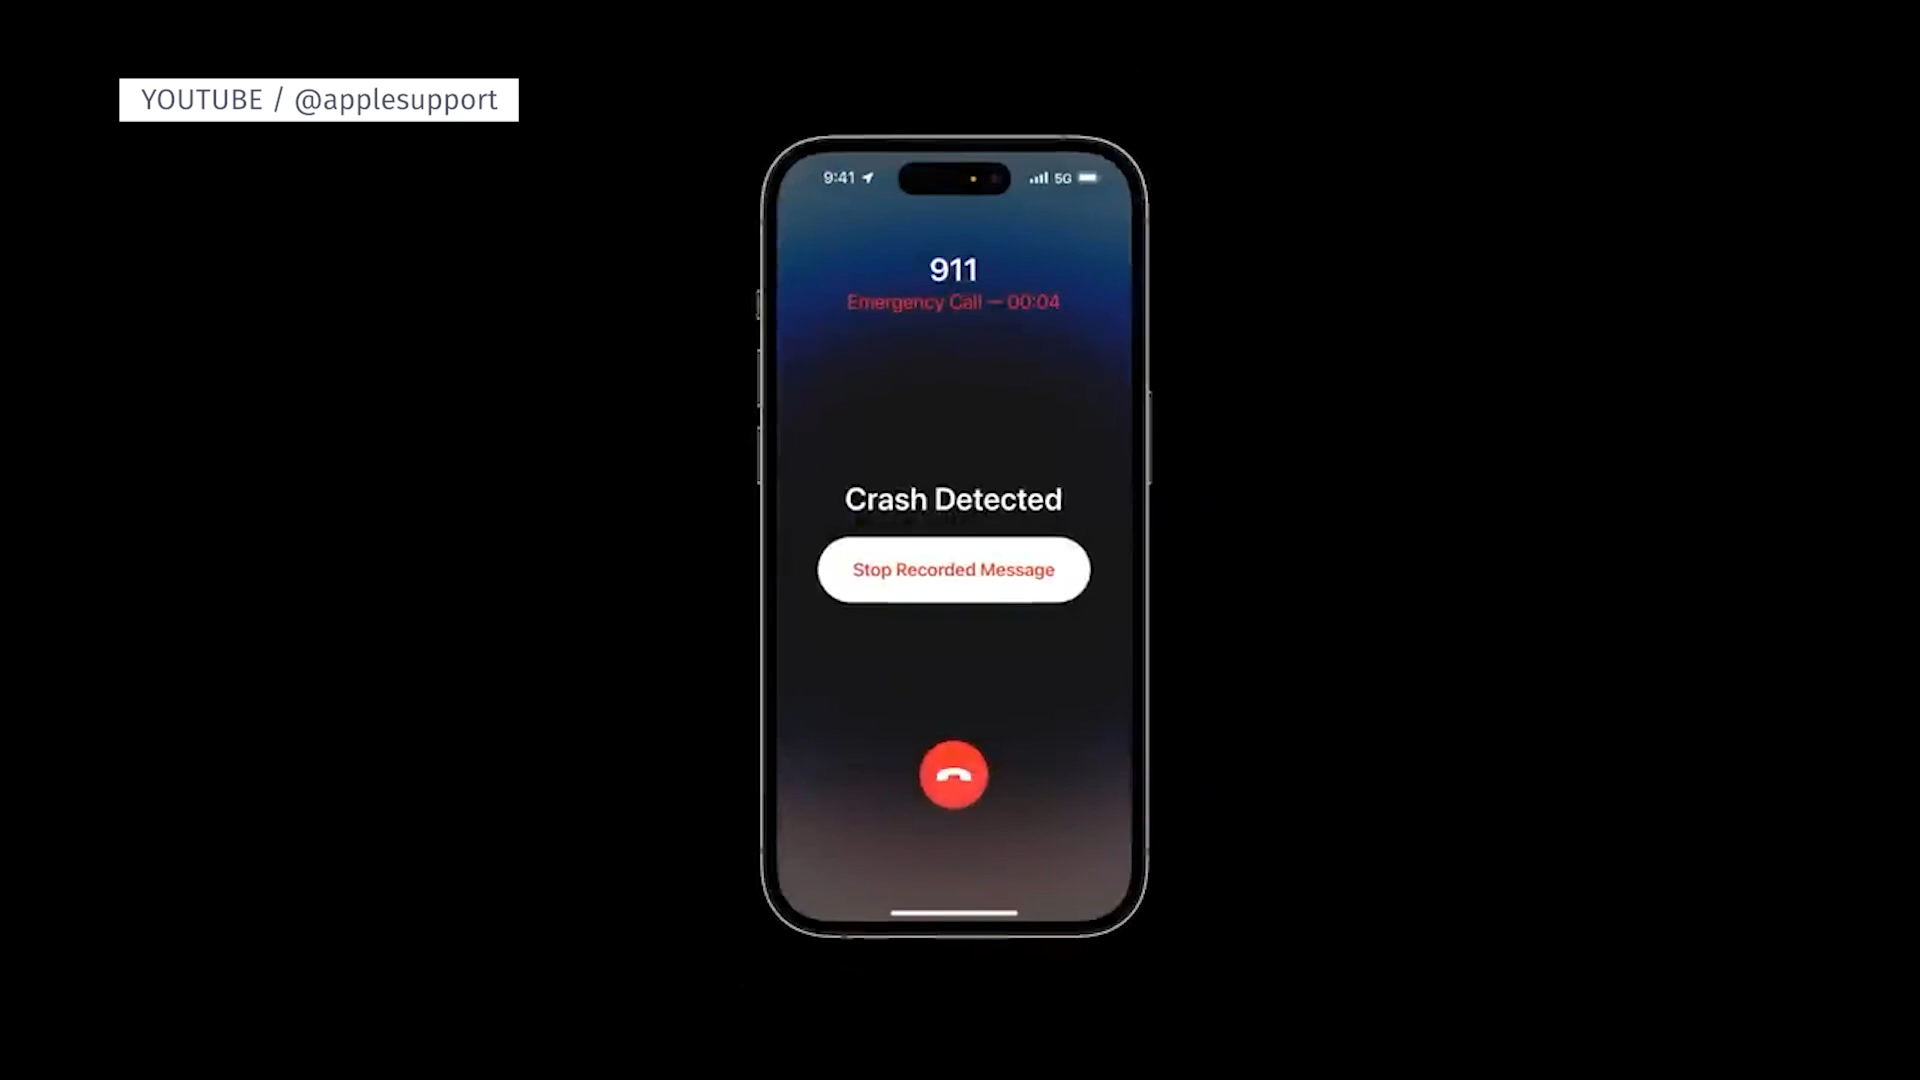 YOUTUBE / @applesupport
9:41
5G
911
Emergency Call — 00:04
Crash Detected
Stop Recorded Message